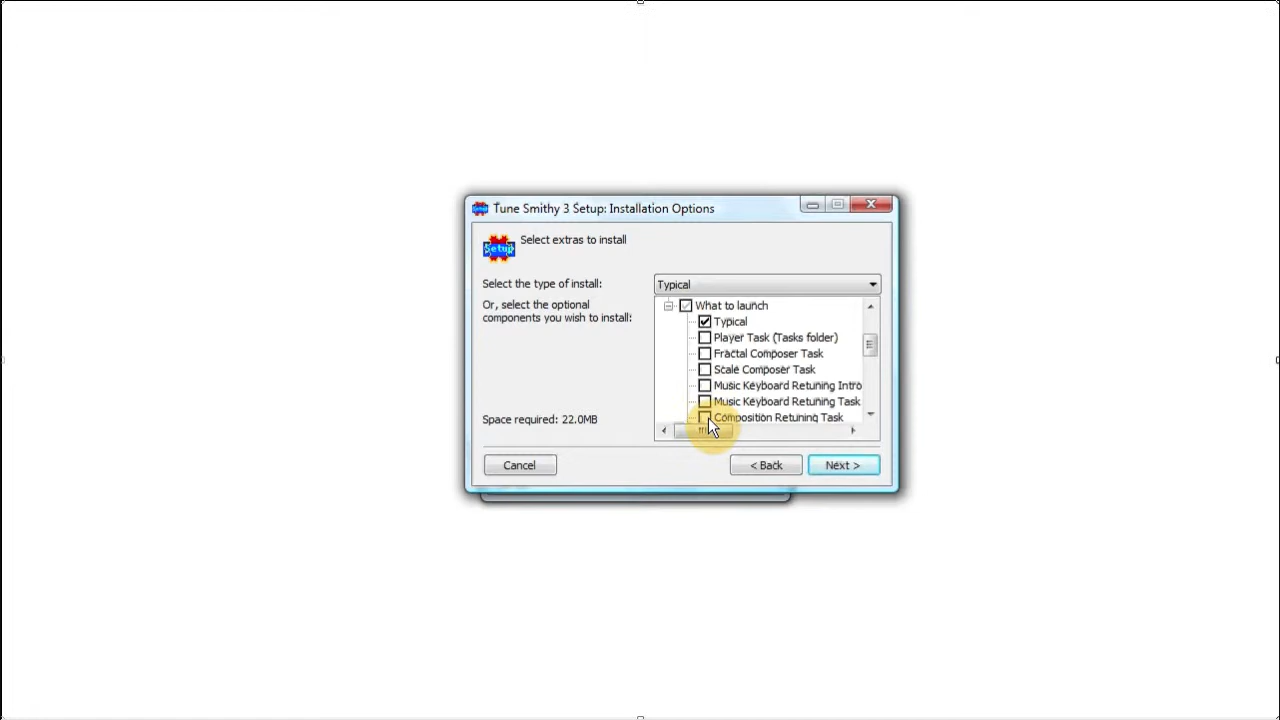 Tune Smithy 3 Setup: Installation Options
Setup
Select extras to install
Select the type of install:
Typical
Or, select the optional
components you wish to install:
What to launch
Typical
Player Task (Tasks folder)
Fractal Composer Task
Scale Composer Task
Music Keyboard Retuning Intro
Music Keyboard Retuning Task
Composition Retuning Task
Space required: 22.0MB
Cancel
< Back
Next >